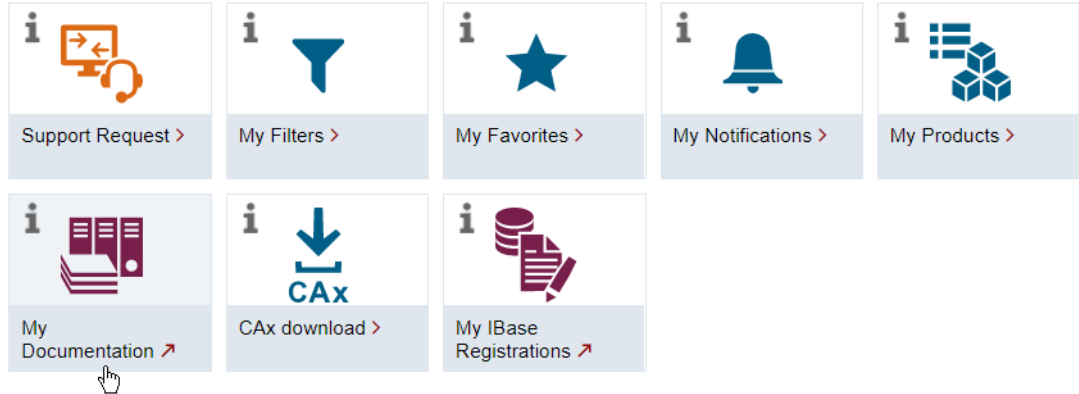 Support Request >
My Filters >
My Favorites >
My Notifications >
My Products >
My
Documentation ↗
CAx
CAx download >
My IBase
Registrations ↗